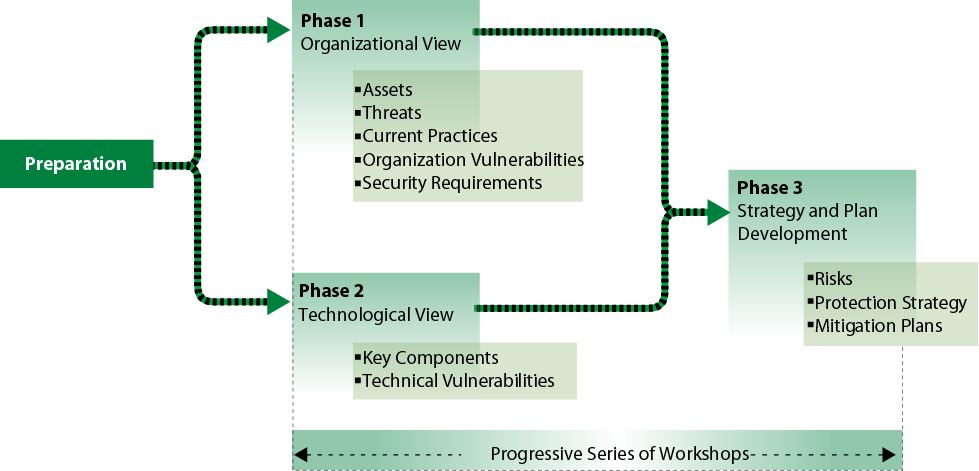 Preparation
Phase 1
Organizational View
▪Assets
▪Threats
▪Current Practices
▪Organization Vulnerabilities
▪Security Requirements
Phase 2
Technological View
▪Key Components
▪Technical Vulnerabilities
Phase 3
Strategy and Plan
Development
▪Risks
▪Protection Strategy
▪Mitigation Plans
Progressive Series of Workshops